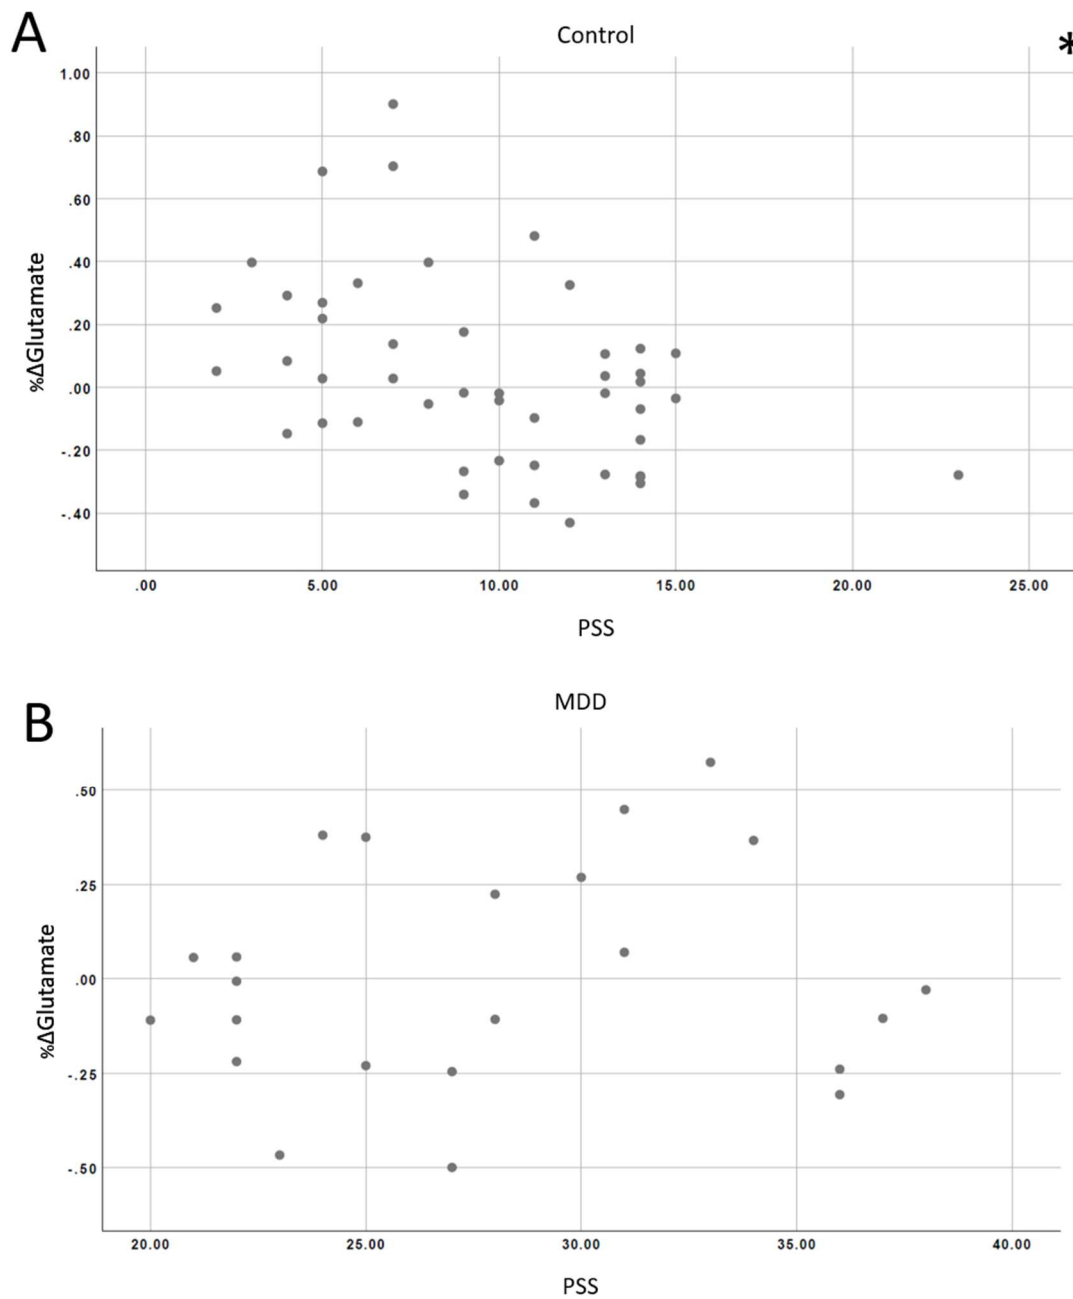 A
Control
*
1.00
.80
.60
.40
.20
.00
-.20
-.40
%ΔGlutamate
.00 5.00 10.00 15.00 20.00 25.00
PSS
B
MDD
.50
.25
.00
-.25
-.50
%ΔGlutamate
20.00 25.00 30.00 35.00 40.00
PSS